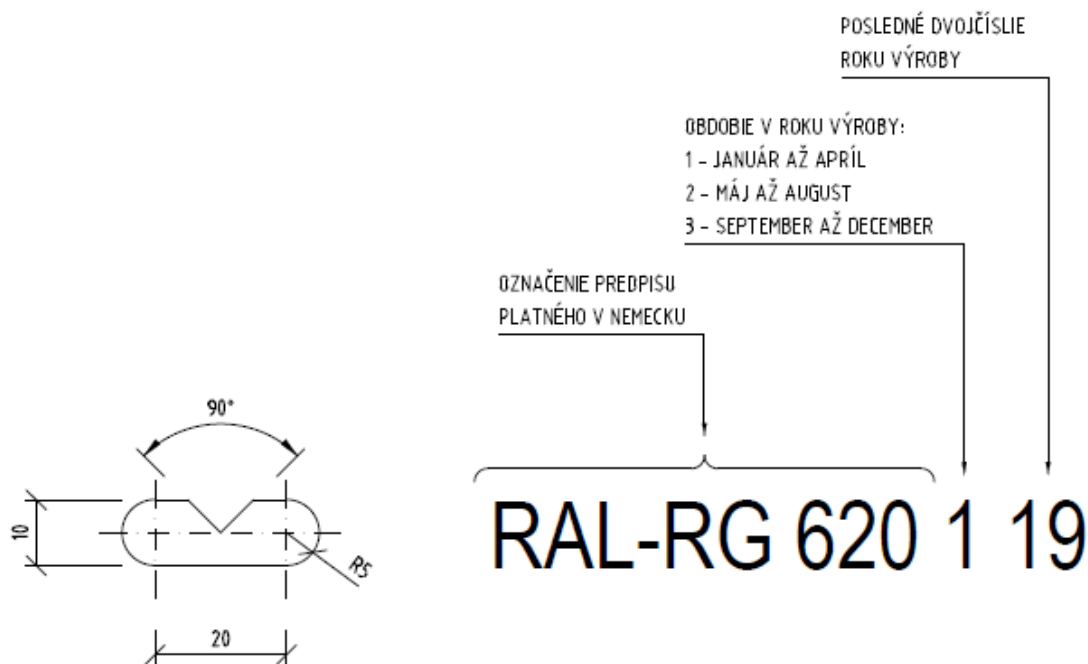 POSLEDNÉ DVOJČÍSLIE
ROKU VÝROBY
OBDOBIE V ROKU VÝROBY:
1 - JANUÁR AŽ APRÍL
2 - MÁJ AŽ AUGUST
3 - SEPTEMBER AŽ DECEMBER
OZNAČENIE PREDPISU
PLATNÉHO V NEMECKU
90°
10
R5
20
RAL-RG 620 1 19